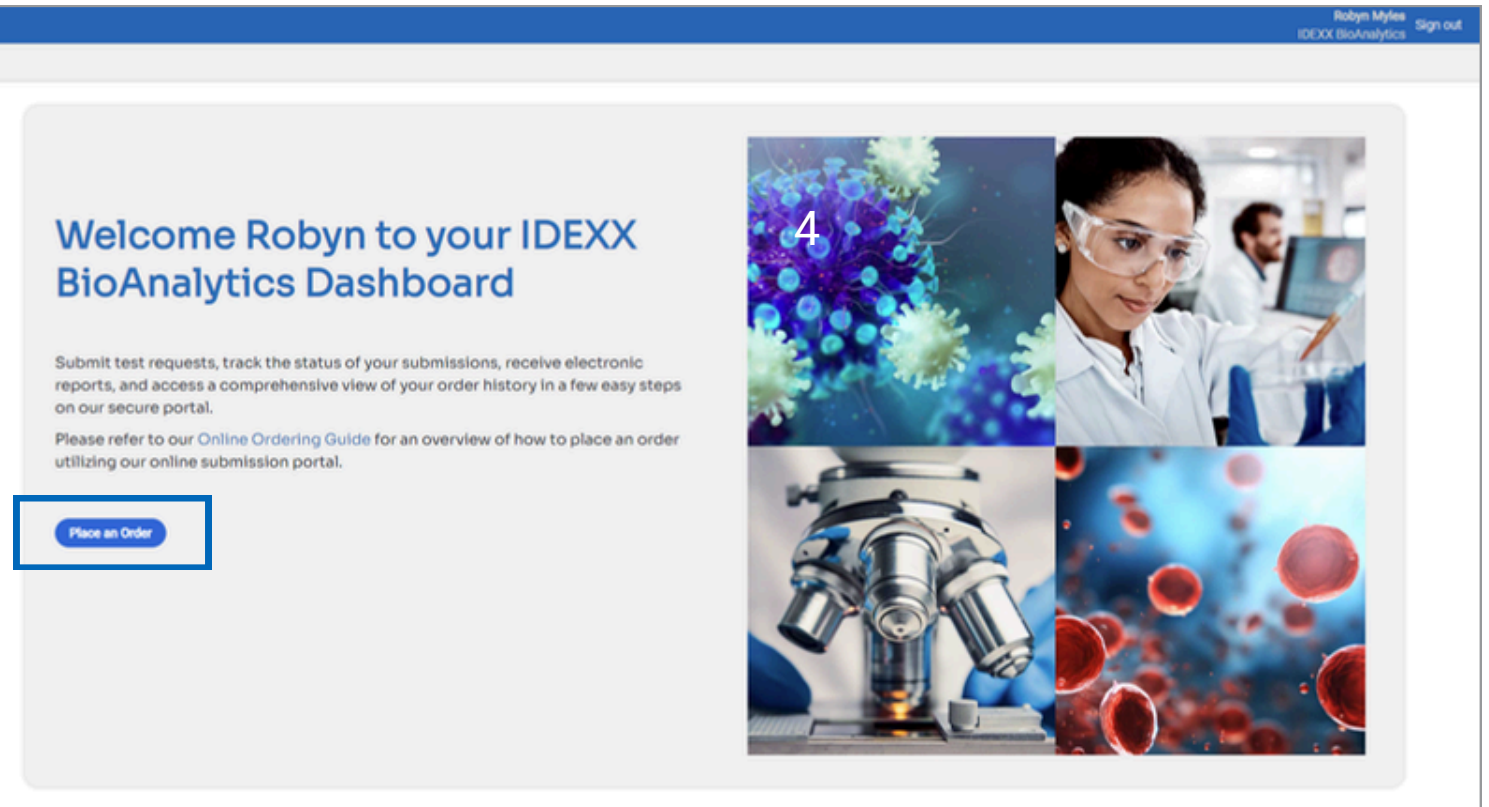 Robyn Myles
IDEXX BioAnalytics
Sign out
Welcome Robyn to your IDEXX
BioAnalytics Dashboard
Submit test requests, track the status of your submissions, receive electronic
reports, and access a comprehensive view of your order history in a few easy steps
on our secure portal.
Please refer to our Online Ordering Guide for an overview of how to place an order
utilizing our online submission portal.
Place an Order
4